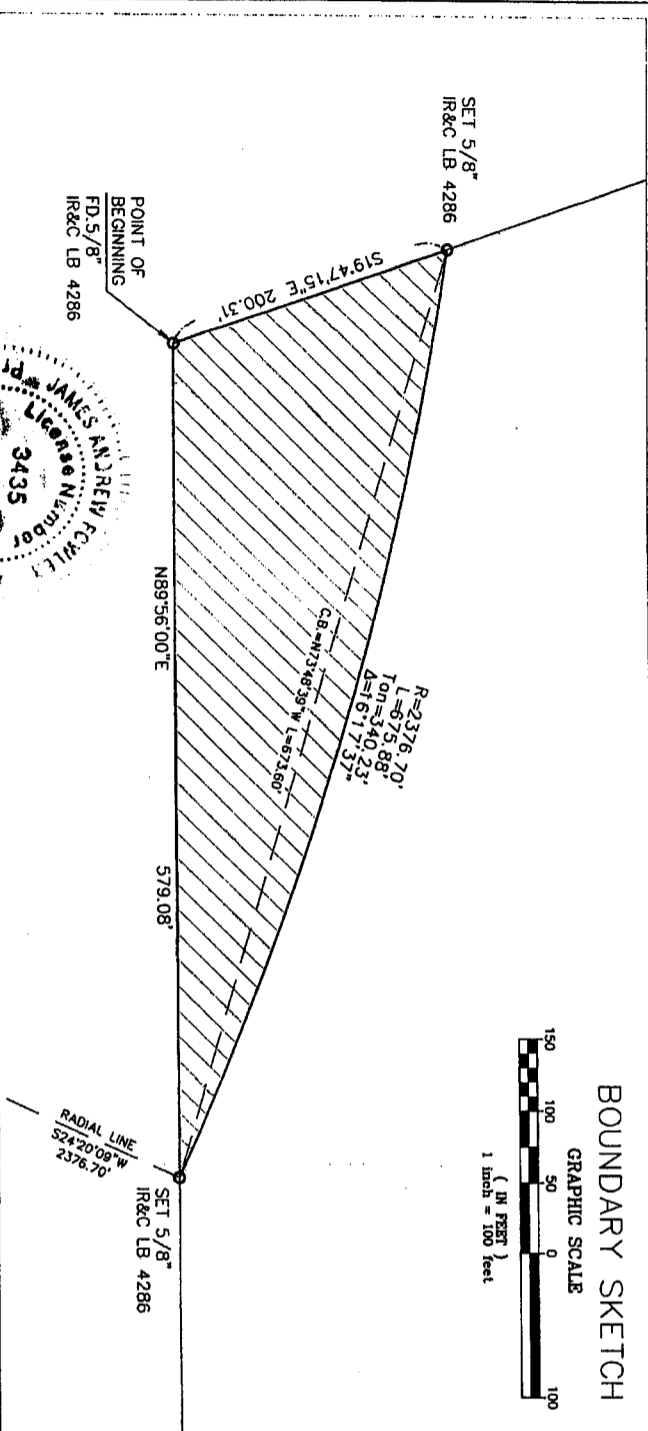 BOUNDARY SKETCH
GRAPHIC SCALE
150 100 50 0 100
( IN FEET )
1 inch = 100 feet
SET 5/8"
IR&C LB 4286
S19°47'15"E 200.31'
POINT OF
BEGINNING
FD.5/8"
IR&C LB 4286
R=2376.70'
L=675.88'
Tan=340.23'
Δ=16°17'37"
C.B.=N73°48'39"W L=673.60'
N89°56'00"E 579.08'
RADIAL LINE
S24°20'09"W
2376.70'
SET 5/8"
IR&C LB 4286
JAMES ANDREW
License Number
3435